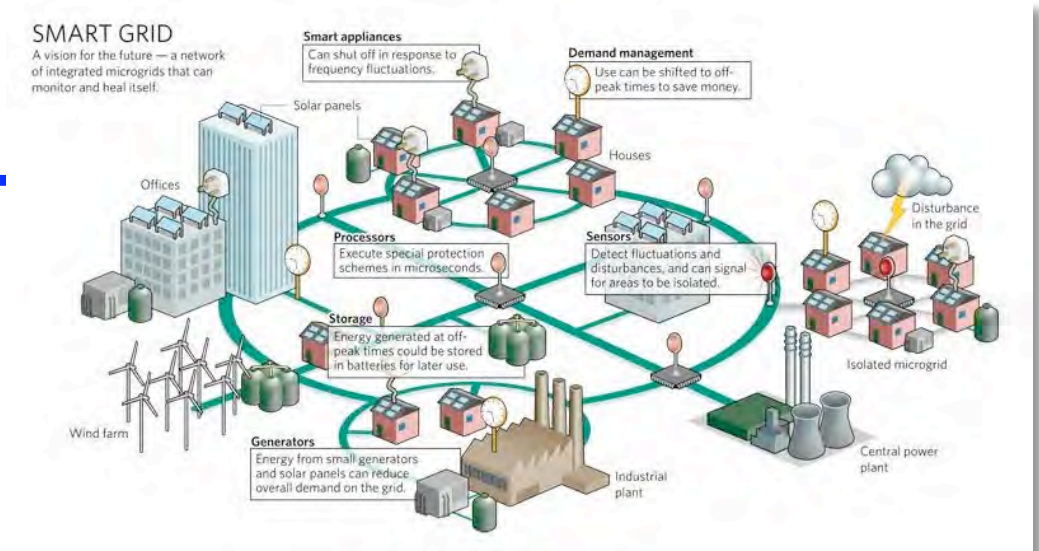 SMART GRID
A vision for the future — a network
of integrated microgrids that can
monitor and heal itself.
Smart appliances
Can shut off in response to
frequency fluctuations.
Demand management
Use can be shifted to off-
peak times to save money.
Solar panels
Houses
Offices
Disturbance
in the grid
Processors
Execute special protection
schemes in microseconds.
Sensors
Detect fluctuations and
disturbances, and can signal
for areas to be isolated.
Storage
Energy generated at off-
peak times could be stored
in batteries for later use.
Isolated microgrid
Wind farm
Generators
Energy from small generators
and solar panels can reduce
overall demand on the grid.
Industrial
plant
Central power
plant